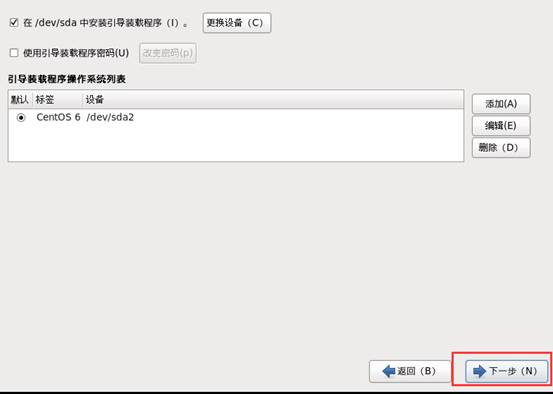 在 /dev/sda 中安装引导装载程序（I）。 更换设备（C）
使用引导装载程序密码(U) 改变密码(p)
引导装载程序操作系统列表
默认 标签 设备
CentOS 6 /dev/sda2
添加(A)
编辑(E)
删除（D）
返回（B） 下一步（N）